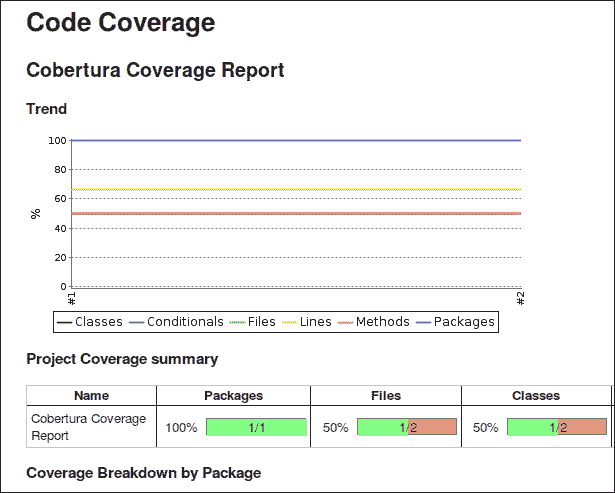 Code Coverage
Cobertura Coverage Report
Trend
100
80
60
40
20
0
%
#1 #2
Classes Conditionals Files Lines Methods Packages
Project Coverage summary
Name Packages Files Classes
Cobertura Coverage 100% 1/1 50% 1/2 50% 1/2
Report
Coverage Breakdown by Package